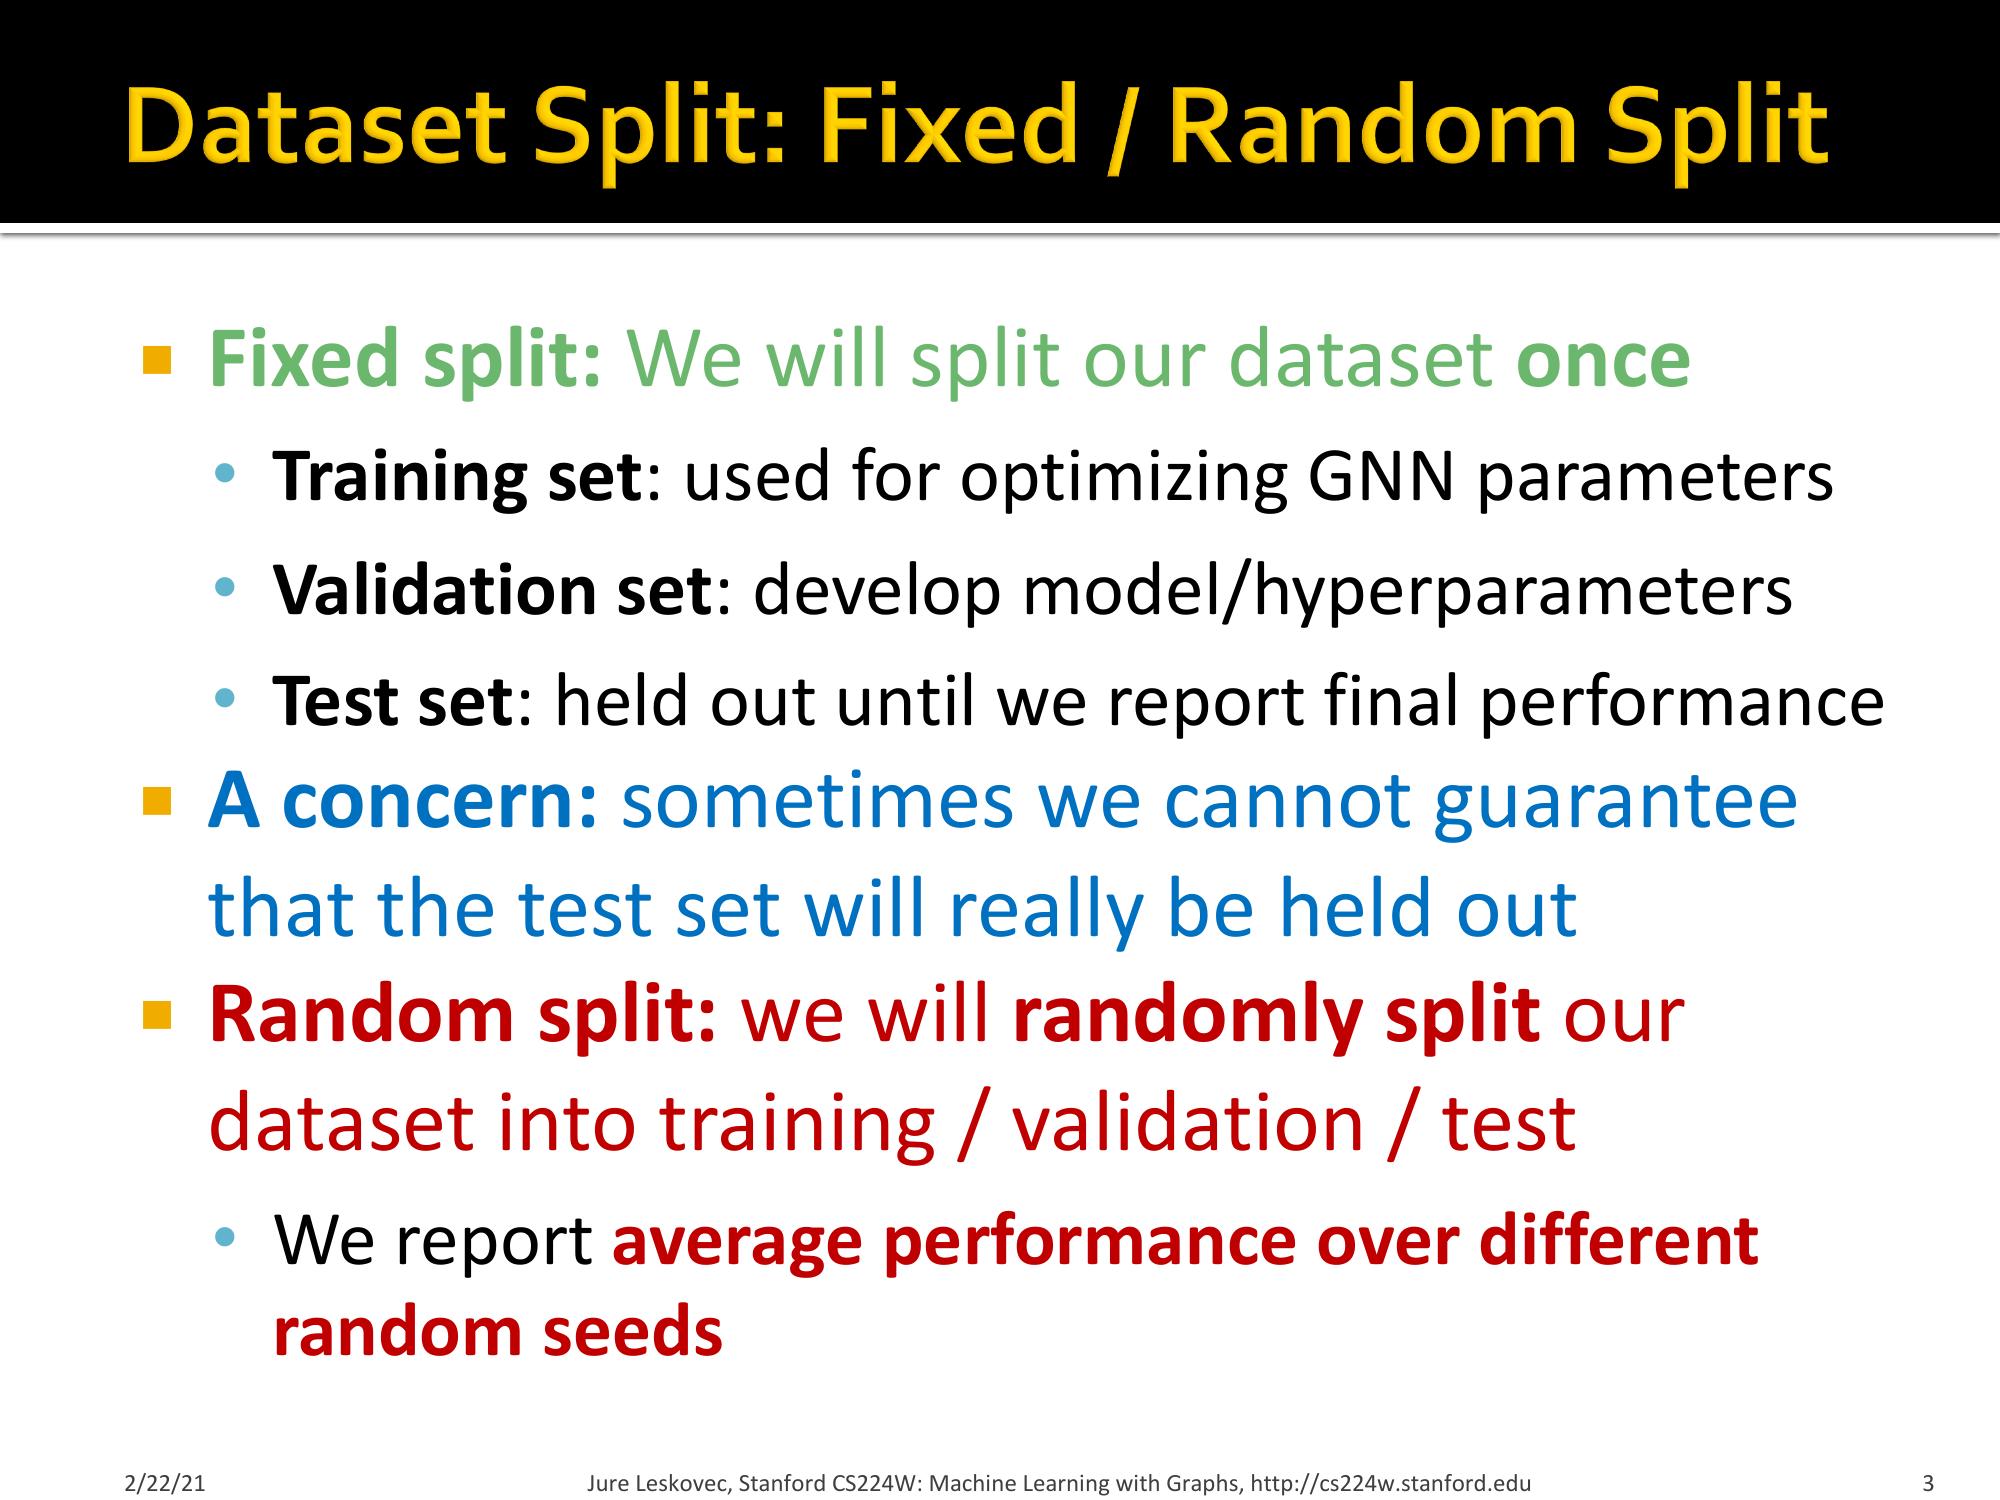 Dataset Split: Fixed / Random Split
▪ Fixed split: We will split our dataset once
• Training set: used for optimizing GNN parameters
• Validation set: develop model/hyperparameters
• Test set: held out until we report final performance
▪ A concern: sometimes we cannot guarantee
that the test set will really be held out
▪ Random split: we will randomly split our
dataset into training / validation / test
• We report average performance over different
random seeds
2/22/21 Jure Leskovec, Stanford CS224W: Machine Learning with Graphs, http://cs224w.stanford.edu 3